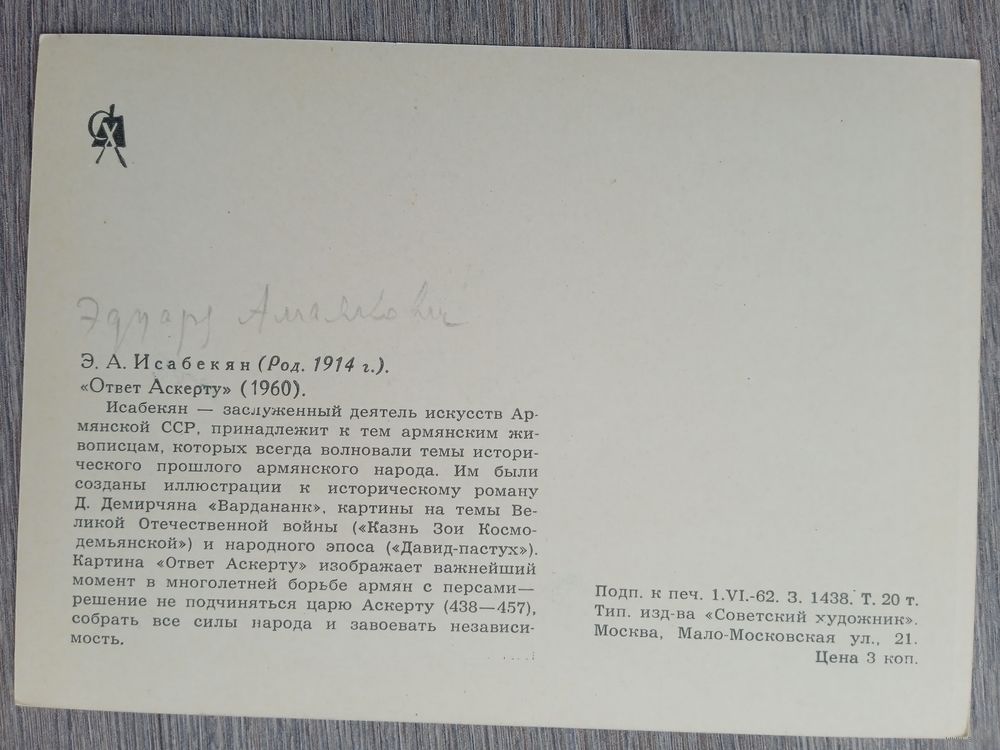 СХ
Эдуард Амаякович
Э. А. Исабекян (Род. 1914 г.).
«Ответ Аскерту» (1960).
Исабекян — заслуженный деятель искусств Ар-
мянской ССР, принадлежит к тем армянским жи-
вописцам, которых всегда волновали темы истори-
ческого прошлого армянского народа. Им были
созданы иллюстрации к историческому роману
Д. Демирчяна «Вардананк», картины на темы Ве-
ликой Отечественной войны («Казнь Зои Космо-
демьянской») и народного эпоса («Давид-пастух»).
Картина «Ответ Аскерту» изображает важнейший
момент в многолетней борьбе армян с персами—
решение не подчиняться царю Аскерту (438—457),
собрать все силы народа и завоевать независи-
мость.
Подп. к печ. 1.VI.-62. З. 1438. Т. 20 т.
Тип. изд-ва «Советский художник».
Москва, Мало-Московская ул., 21.
Цена 3 коп.